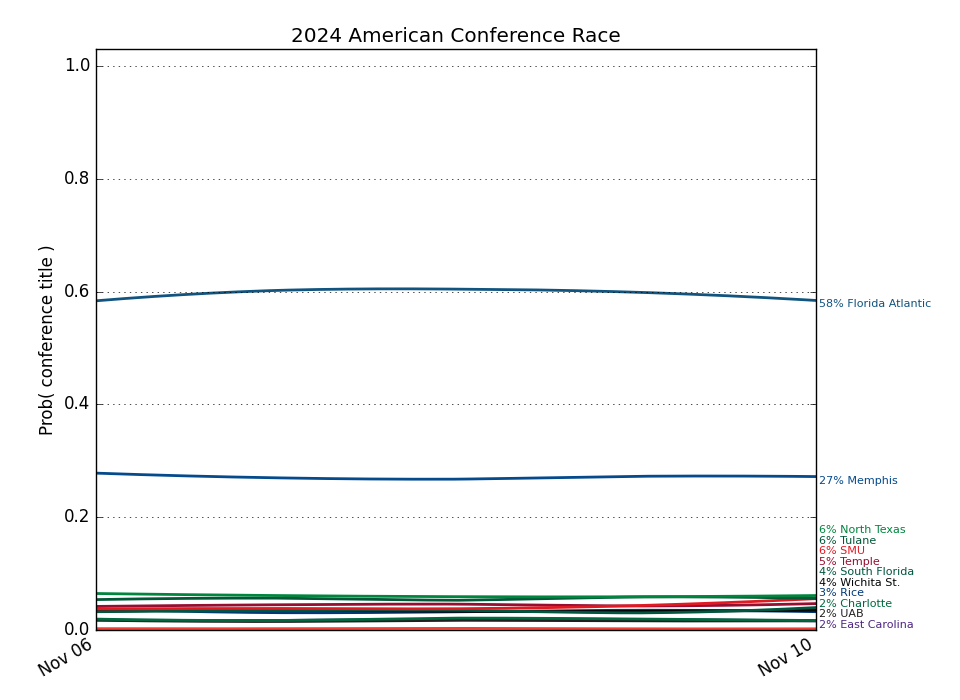 2024 American Conference Race
1.0
0.8
0.6
0.4
0.2
0.0
Prob( conference title )
58% Florida Atlantic
27% Memphis
6% North Texas
6% Tulane
6% SMU
5% Temple
4% South Florida
4% Wichita St.
3% Rice
2% Charlotte
2% UAB
2% East Carolina
Nov 06
Nov 10